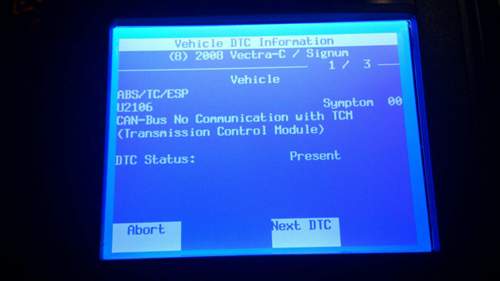 Vehicle DTC Information
(8) 2008 Vectra-C / Signum
1 / 3
Vehicle
ABS/TC/ESP
U2106 Symptom 00
CAN-Bus No Communication with TCM
(Transmission Control Module)
DTC Status: Present
Abort Next DTC